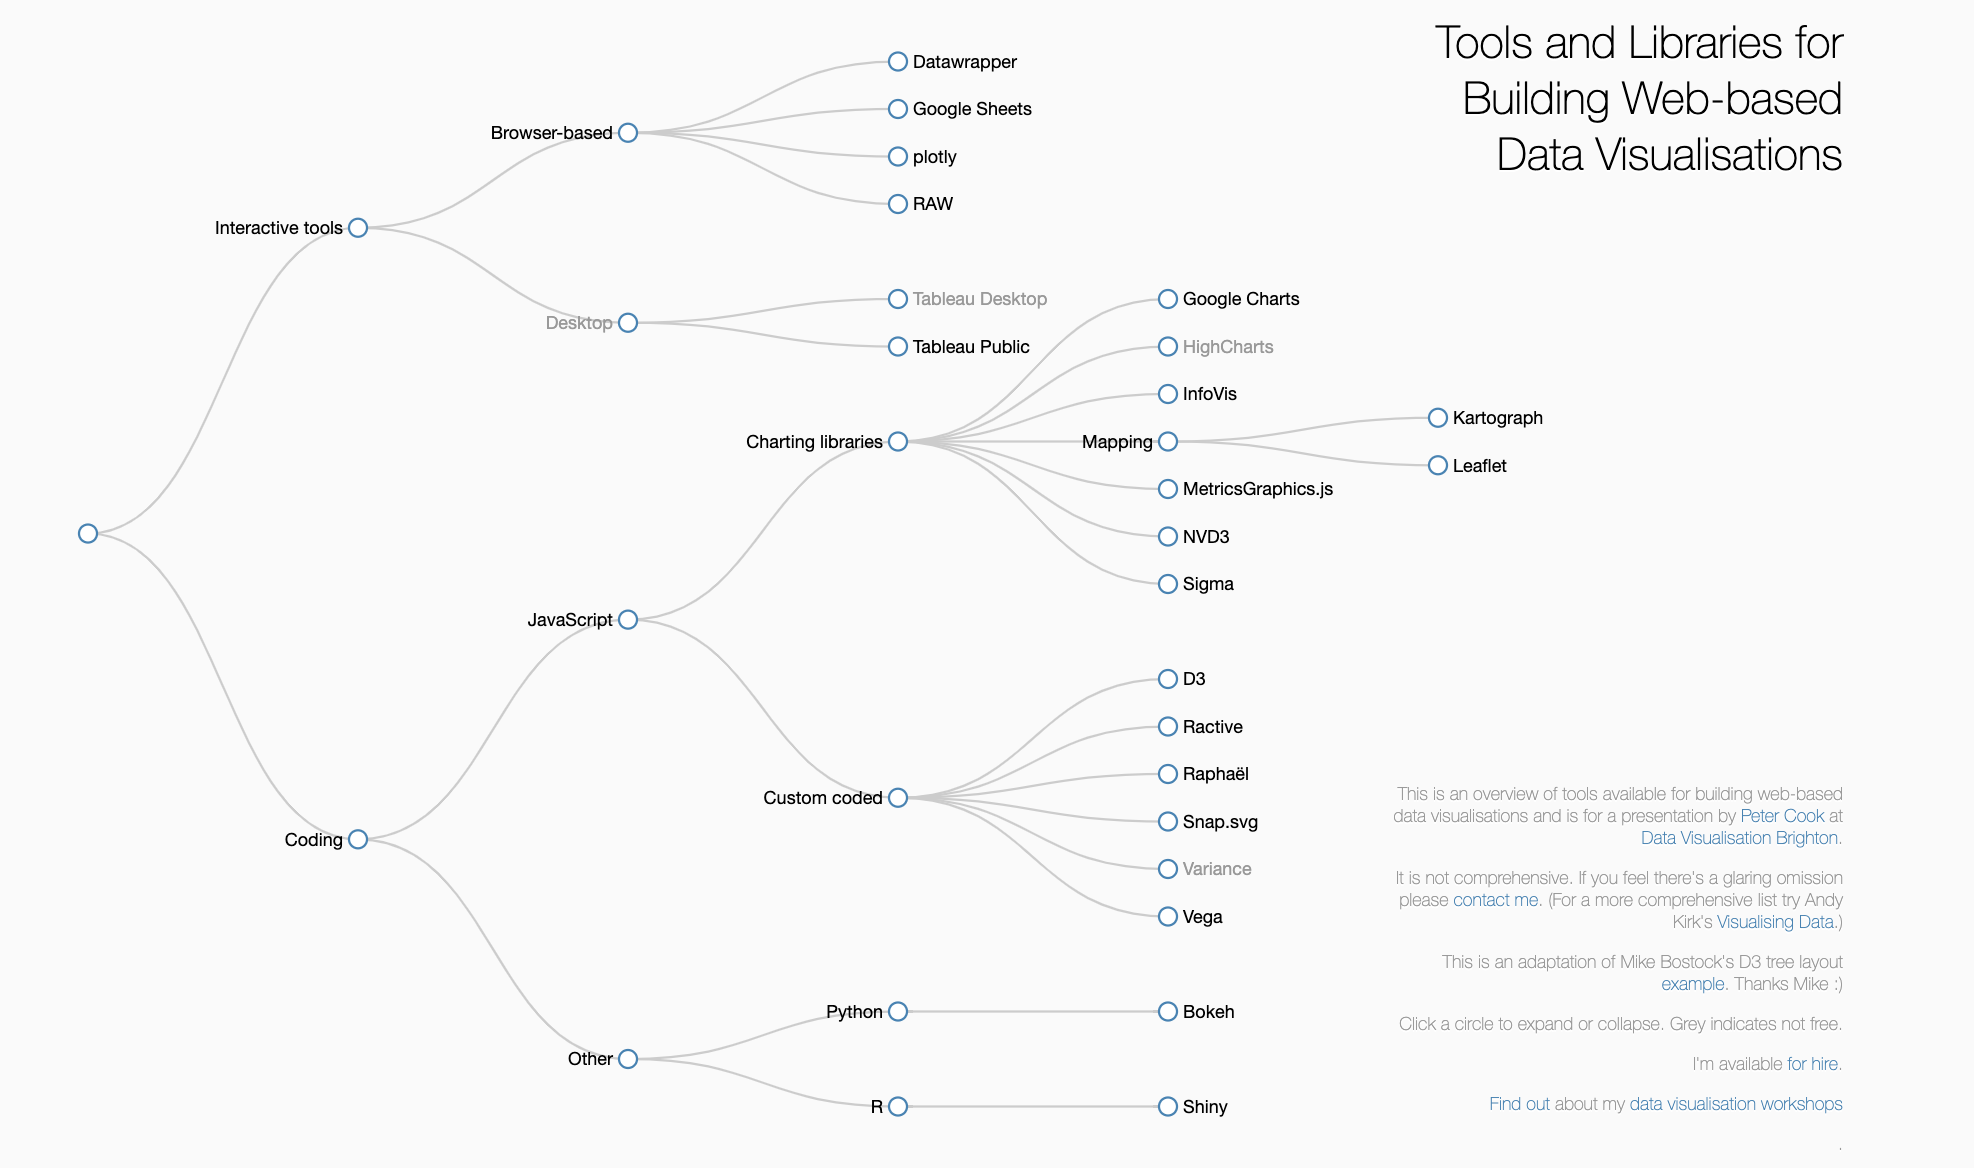 Tools and Libraries for
Building Web-based
Data Visualisations
Interactive tools
Browser-based
Datawrapper
Google Sheets
plotly
RAW
Desktop
Tableau Desktop
Tableau Public
Coding
JavaScript
Charting libraries
Google Charts
HighCharts
InfoVis
Mapping
Kartograph
Leaflet
MetricsGraphics.js
NVD3
Sigma
Custom coded
D3
Ractive
Raphaël
Snap.svg
Variance
Vega
Other
Python
Bokeh
R
Shiny
This is an overview of tools available for building web-based
data visualisations and is for a presentation by Peter Cook at
Data Visualisation Brighton.
It is not comprehensive. If you feel there's a glaring omission
please contact me. (For a more comprehensive list try Andy
Kirk's Visualising Data.)
This is an adaptation of Mike Bostock's D3 tree layout
example. Thanks Mike :)
Click a circle to expand or collapse. Grey indicates not free.
I'm available for hire.
Find out about my data visualisation workshops
.